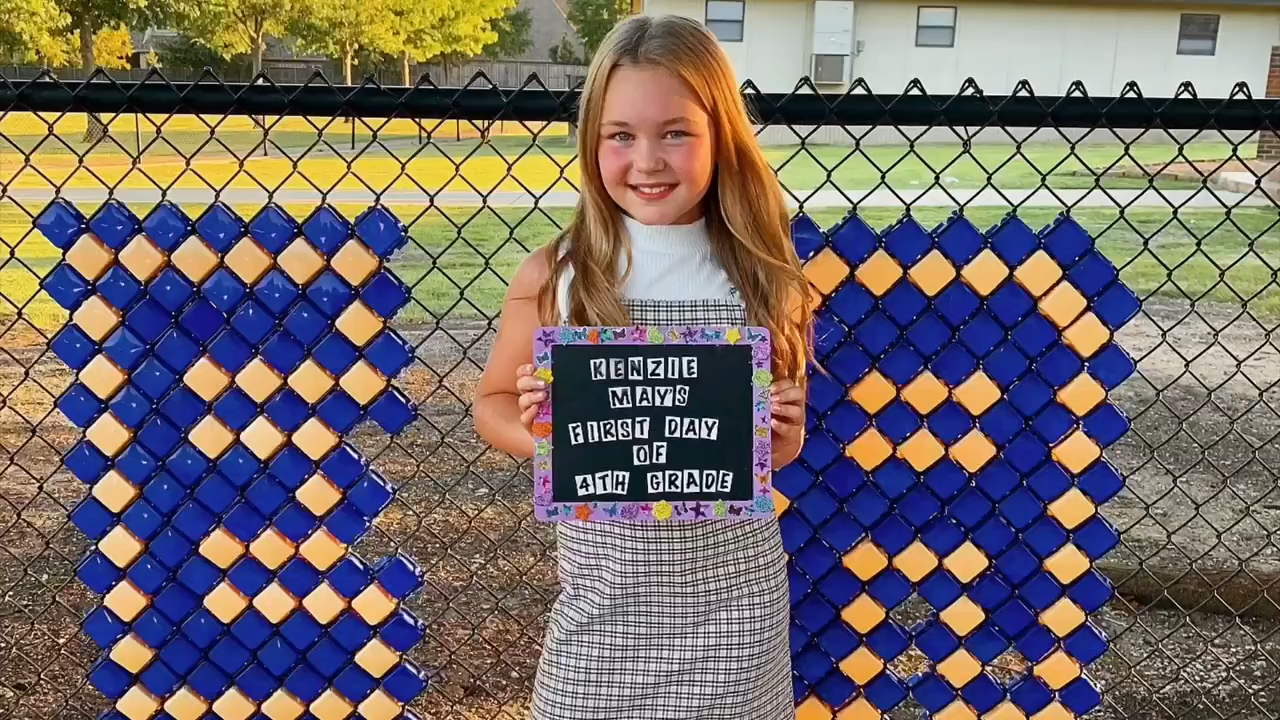 KENZIE
MAY'S
FIRST DAY
OF
4TH GRADE